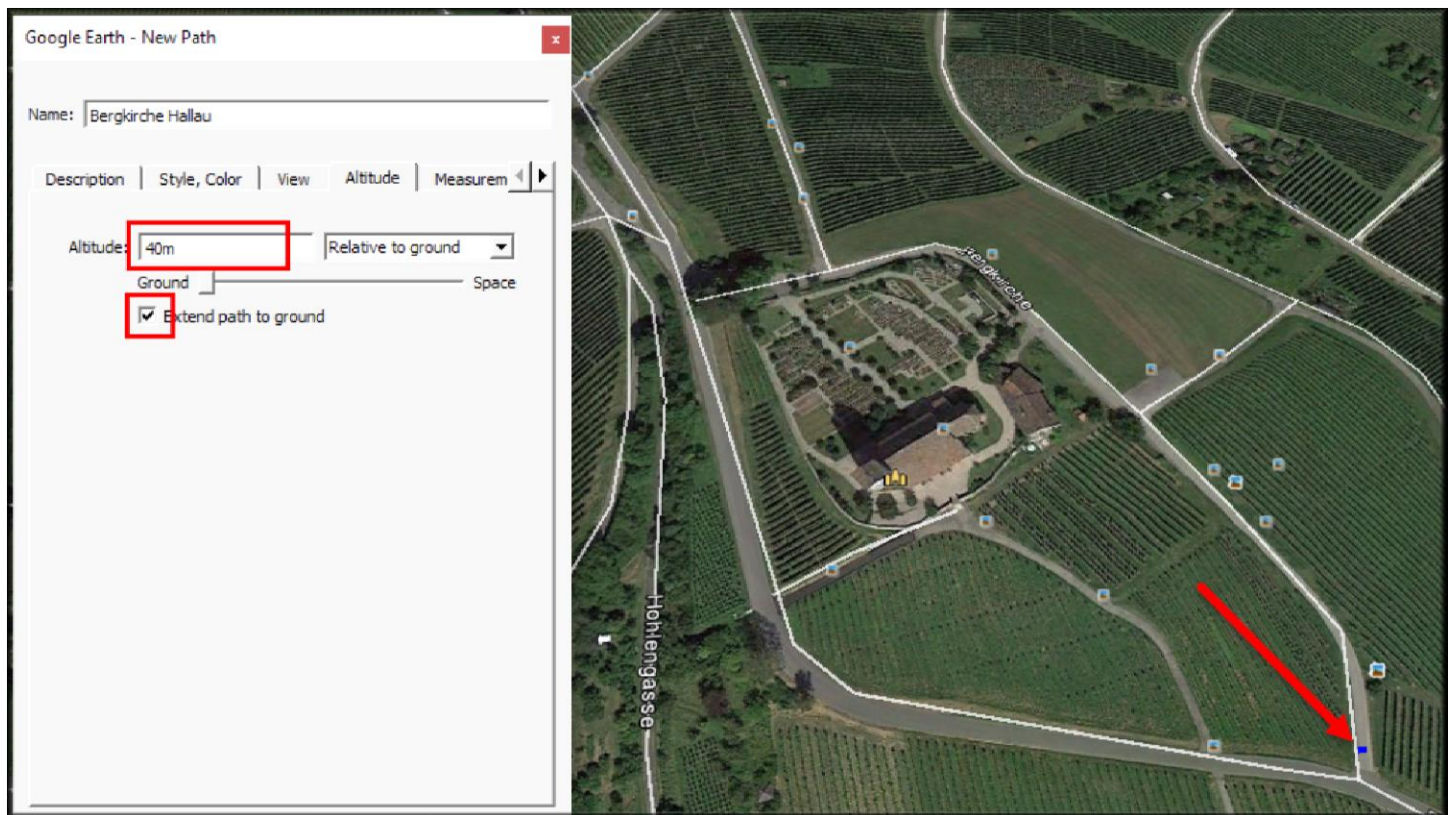 Google Earth - New Path
x
Name: Bergkirche Hallau
Description Style, Color View Altitude Measurem
Altitude: 40m Relative to ground
Ground Space
Extend path to ground
Bergkirche
Hohlengasse